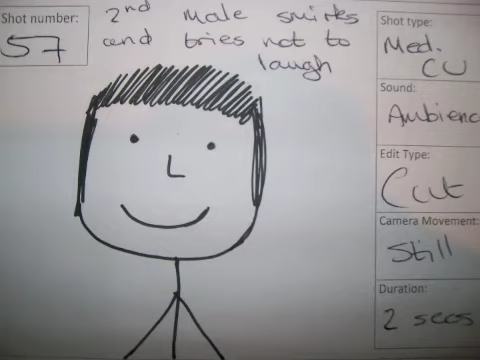 Shot number:
57
2nd Male smirks
and tries not to
laugh
Shot type:
Med.
CU
Sound:
Ambienc
Edit Type:
Cut
Camera Movement:
Still
Duration:
2 secs